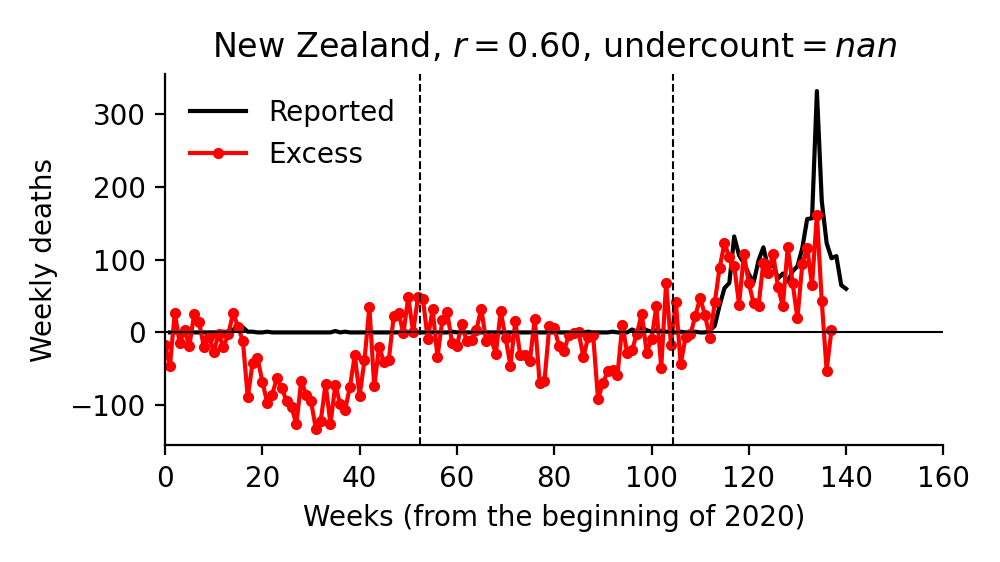 New Zealand, r = 0.60, undercount = nan
Reported
Excess
Weekly deaths
300
200
100
0
−100
0 20 40 60 80 100 120 140 160
Weeks (from the beginning of 2020)